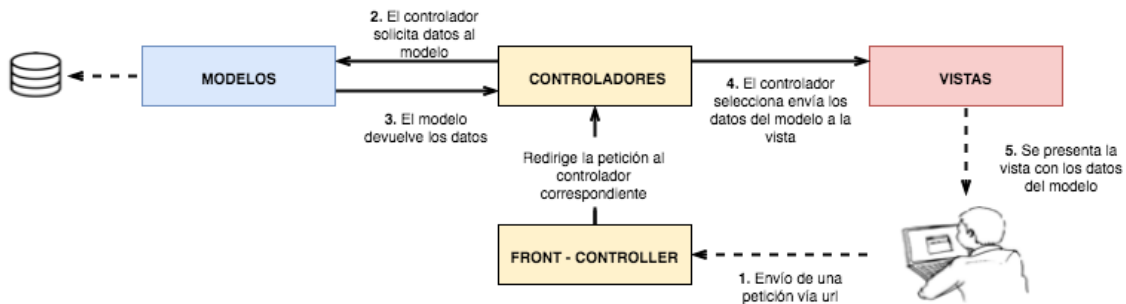 2. El controlador
solicita datos al
modelo
MODELOS
CONTROLADORES
VISTAS
3. El modelo
devuelve los datos
4. El controlador
selecciona envía los
datos del modelo a la
vista
Redirige la petición al
controlador
correspondiente
5. Se presenta la
vista con los datos
del modelo
FRONT - CONTROLLER
1. Envío de una
petición vía url